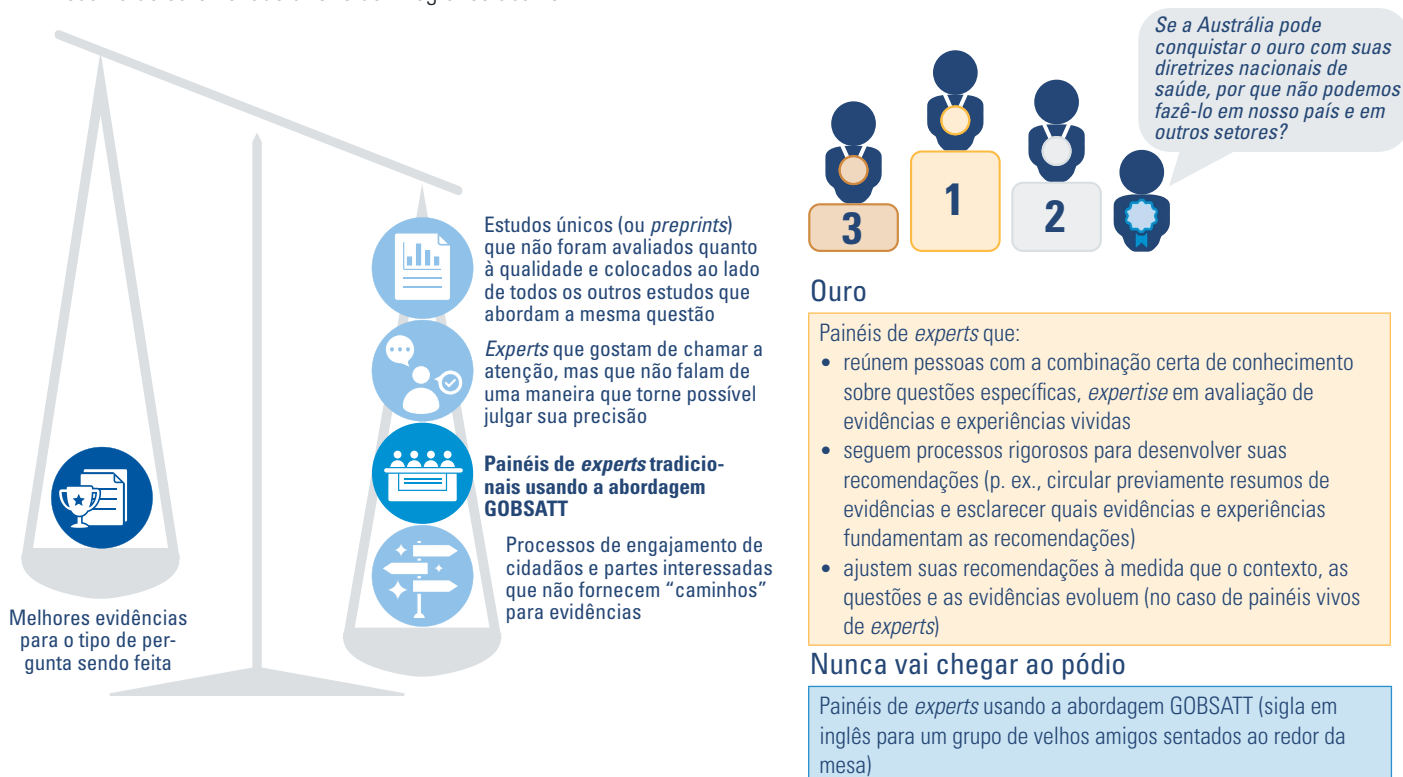 Melhores evidências
para o tipo de per-
gunta sendo feita
Estudos únicos (ou preprints)
que não foram avaliados quanto
à qualidade e colocados ao lado
de todos os outros estudos que
abordam a mesma questão
Experts que gostam de chamar a
atenção, mas que não falam de
uma maneira que torne possível
julgar sua precisão
Painéis de experts tradicio-
nais usando a abordagem
GOBSATT
Processos de engajamento de
cidadãos e partes interessadas
que não fornecem “caminhos”
para evidências
Se a Austrália pode
conquistar o ouro com suas
diretrizes nacionais de
saúde, por que não podemos
fazê-lo em nosso país e em
outros setores?
3
1
2
Ouro
Painéis de experts que:
• reúnem pessoas com a combinação certa de conhecimento
sobre questões específicas, expertise em avaliação de
evidências e experiências vividas
• seguem processos rigorosos para desenvolver suas
recomendações (p. ex., circular previamente resumos de
evidências e esclarecer quais evidências e experiências
fundamentam as recomendações)
• ajustem suas recomendações à medida que o contexto, as
questões e as evidências evoluem (no caso de painéis vivos
de experts)
Nunca vai chegar ao pódio
Painéis de experts usando a abordagem GOBSATT (sigla em
inglês para um grupo de velhos amigos sentados ao redor da
mesa)